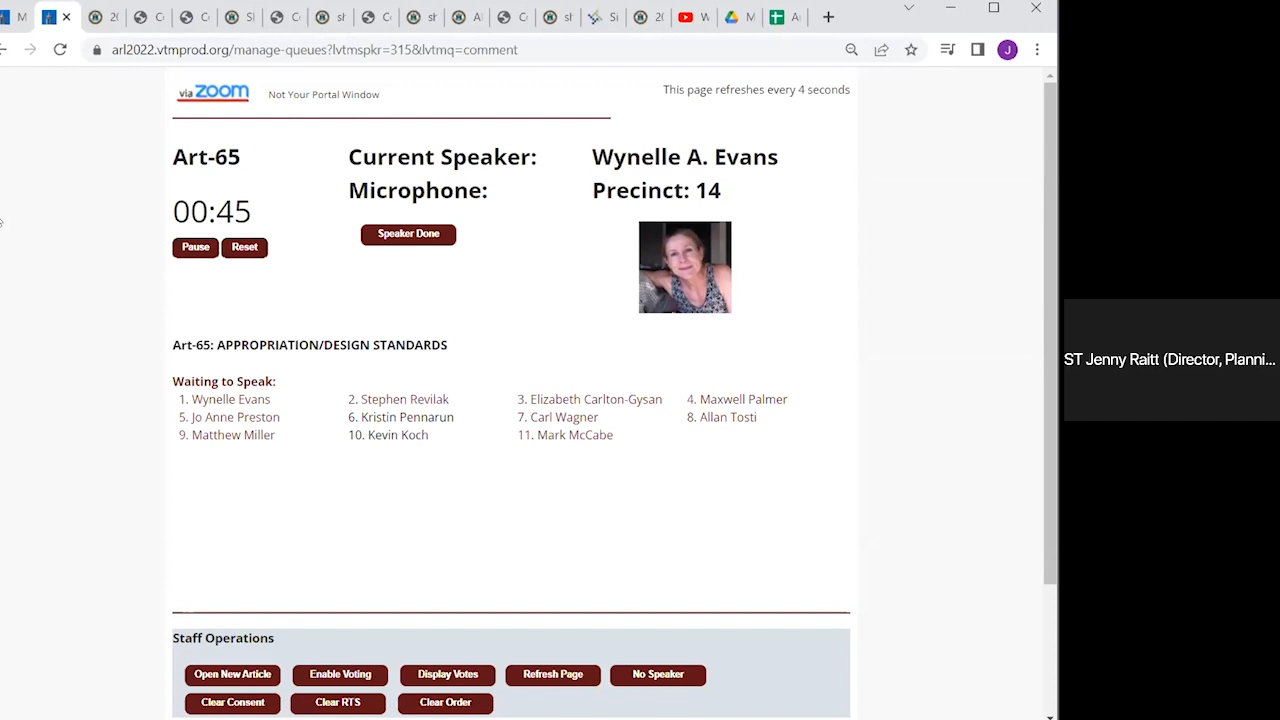 M
C
C
S
sh
C
sh
A
C
sh
Si
20
W
M
A
arl2022.vtmprod.org/manage-queues?lvtmspkr=315&lvtmq=comment
J
via zoom
Not Your Portal Window
This page refreshes every 4 seconds
Art-65
Current Speaker:
Wynelle A. Evans
Microphone:
Precinct: 14
00:45
Pause
Reset
Speaker Done
Art-65: APPROPRIATION/DESIGN STANDARDS
Waiting to Speak:
1. Wynelle Evans 2. Stephen Revilak 3. Elizabeth Carlton-Gysan 4. Maxwell Palmer
5. Jo Anne Preston 6. Kristin Pennarun 7. Carl Wagner 8. Allan Tosti
9. Matthew Miller 10. Kevin Koch 11. Mark McCabe
ST Jenny Raitt (Director, Planni...
Staff Operations
Open New Article Enable Voting Display Votes Refresh Page No Speaker
Clear Consent Clear RTS Clear Order